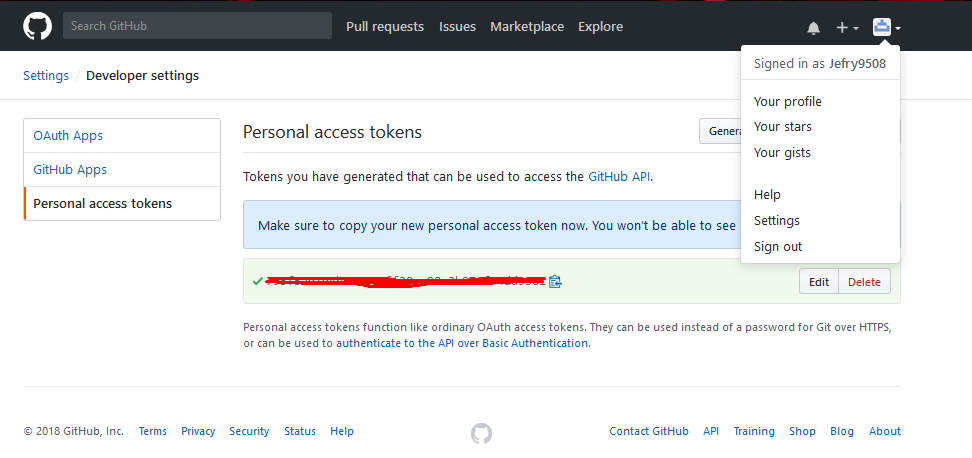 Search GitHub
Pull requests Issues Marketplace Explore
Signed in as Jefry9508
Your profile
Your stars
Your gists
Help
Settings
Sign out
Settings / Developer settings
OAuth Apps
GitHub Apps
Personal access tokens
Personal access tokens
Tokens you have generated that can be used to access the GitHub API.
Make sure to copy your new personal access token now. You won’t be able to see
Edit Delete
Personal access tokens function like ordinary OAuth access tokens. They can be used instead of a password for Git over HTTPS,
or can be used to authenticate to the API over Basic Authentication.
© 2018 GitHub, Inc. Terms Privacy Security Status Help
Contact GitHub API Training Shop Blog About